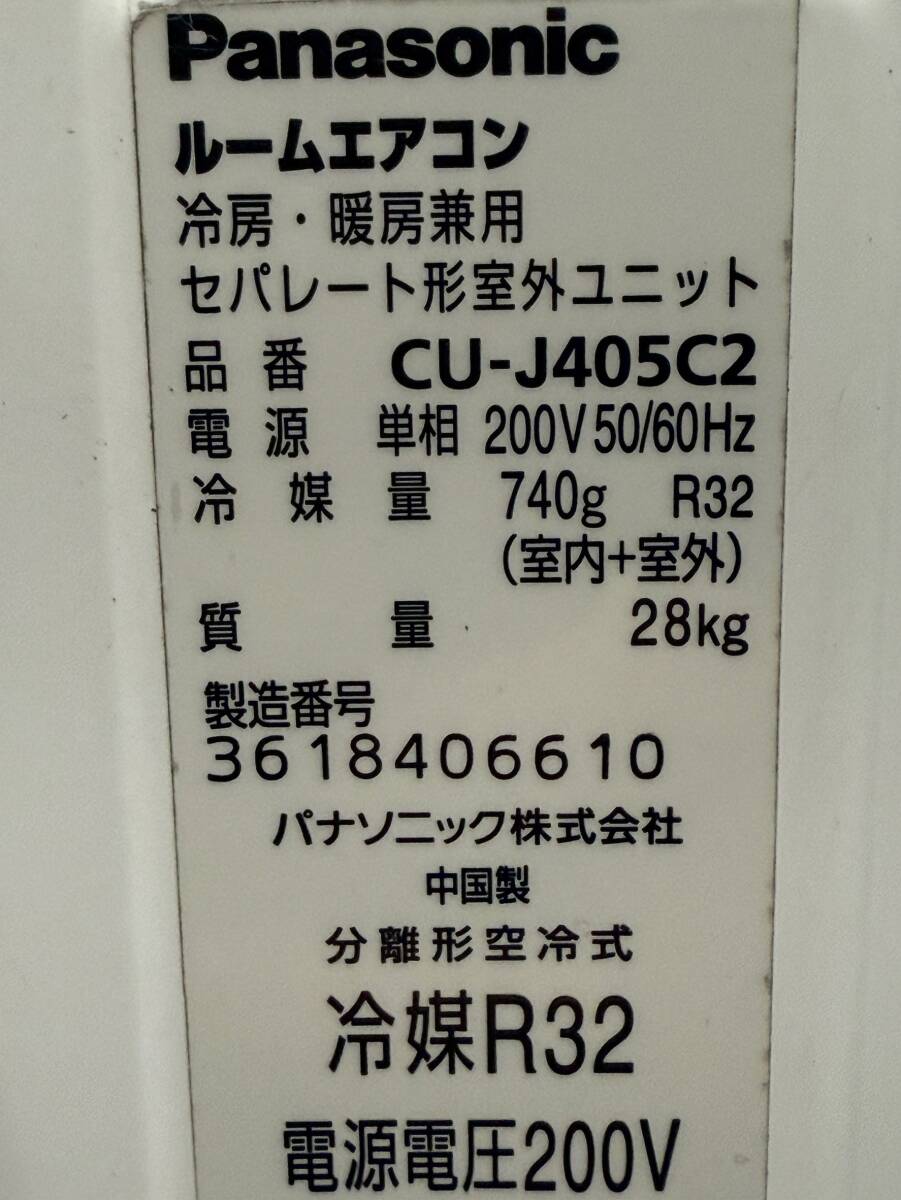 Panasonic
ルームエアコン
冷房・暖房兼用
セパレート形室外ユニット
品番 CU-J405C2
電源 単相 200V 50/60Hz
冷媒量 740g R32
(室内+室外)
質量 28kg
製造番号
3618406610
パナソニック株式会社
中国製
分離形空冷式
冷媒R32
電源電圧200V